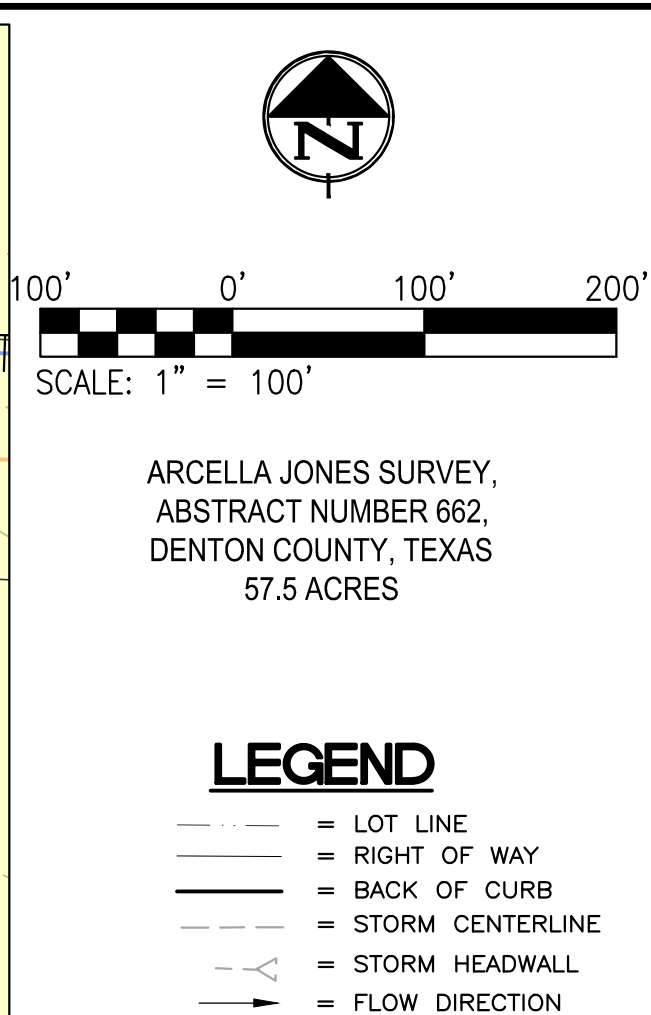 N
100' 0' 100' 200'
SCALE: 1" = 100'
ARCELLA JONES SURVEY,
ABSTRACT NUMBER 662,
DENTON COUNTY, TEXAS
57.5 ACRES
LEGEND
= LOT LINE
= RIGHT OF WAY
= BACK OF CURB
= STORM CENTERLINE
= STORM HEADWALL
= FLOW DIRECTION